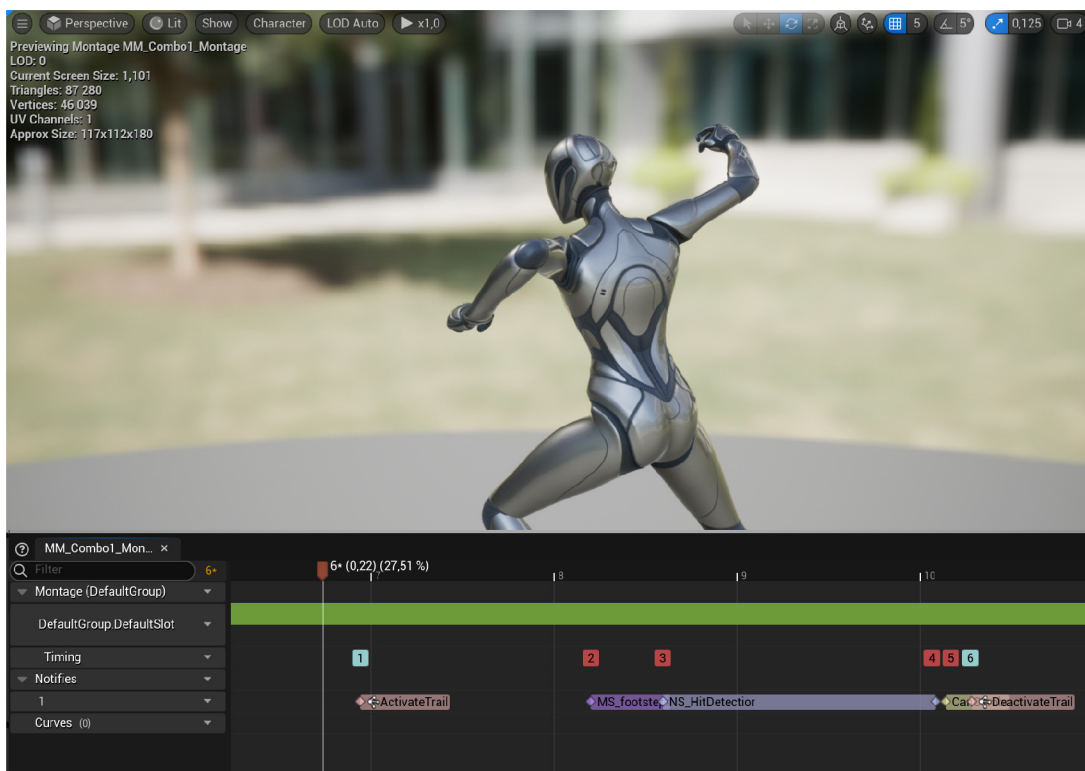 Perspective Lit Show Character LOD Auto x1,0 5 5° 0,125 4
Previewing Montage MM_Combo1_Montage
LOD: 0
Current Screen Size: 1,101
Triangles: 87 280
Vertices: 46 039
UV Channels: 1
Approx Size: 117x112x180
MM_Combo1_Mon... ×
Filter 6* 6* (0,22) (27,51 %) 7 8 9 10
Montage (DefaultGroup)
DefaultGroup.DefaultSlot
Timing 1 2 3 4 5 6
Notifies
1 ActivateTrail MS_footste NS_HitDetection Ca DeactivateTrail
Curves (0)